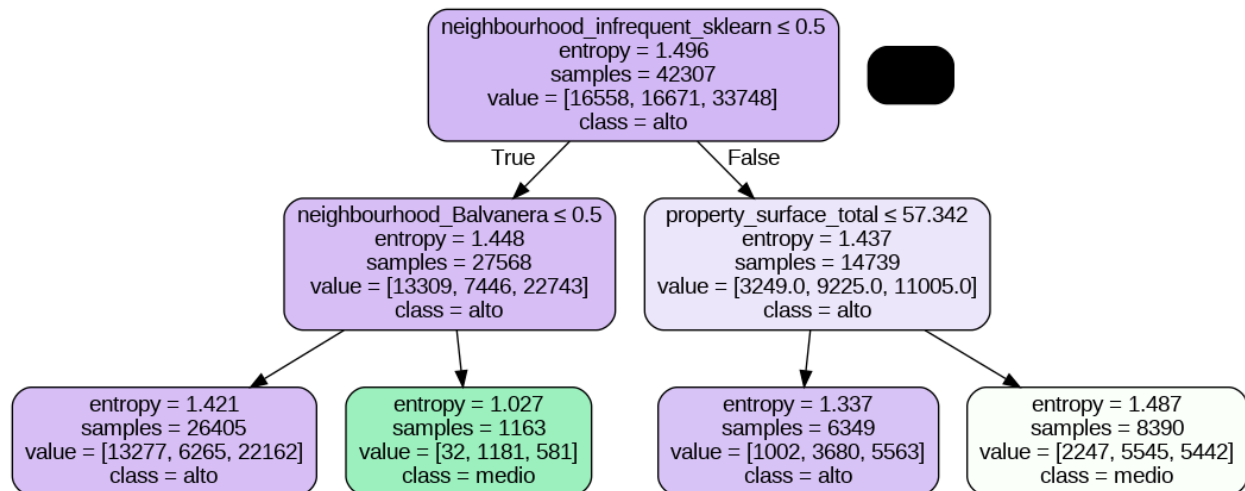 neighbourhood_infrequent_sklearn ≤ 0.5
entropy = 1.496
samples = 42307
value = [16558, 16671, 33748]
class = alto
True
False
neighbourhood_Balvanera ≤ 0.5
entropy = 1.448
samples = 27568
value = [13309, 7446, 22743]
class = alto
property_surface_total ≤ 57.342
entropy = 1.437
samples = 14739
value = [3249.0, 9225.0, 11005.0]
class = alto
entropy = 1.421
samples = 26405
value = [13277, 6265, 22162]
class = alto
entropy = 1.027
samples = 1163
value = [32, 1181, 581]
class = medio
entropy = 1.337
samples = 6349
value = [1002, 3680, 5563]
class = alto
entropy = 1.487
samples = 8390
value = [2247, 5545, 5442]
class = medio